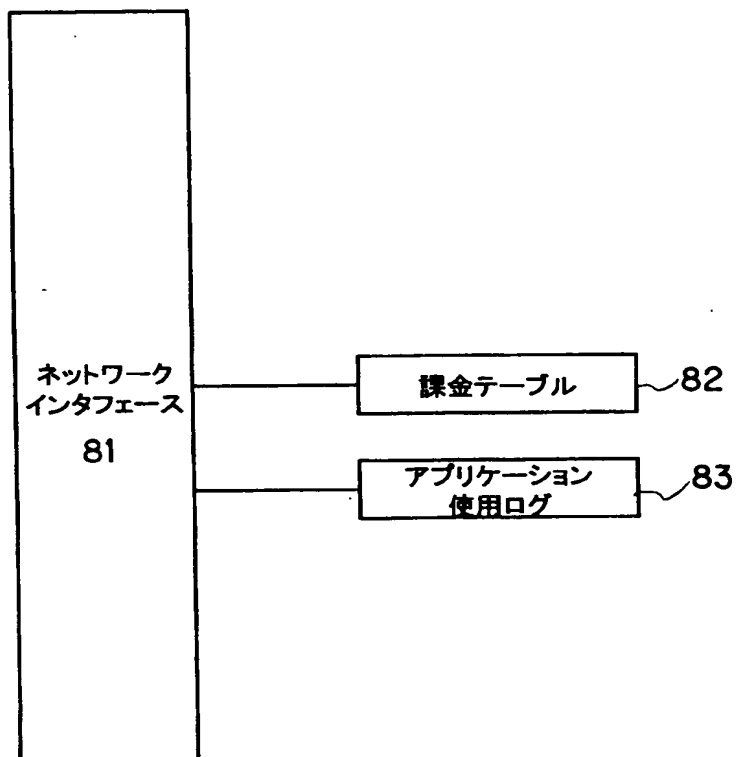 ネットワーク
インタフェース
81
課金テーブル
82
アプリケーション
使用ログ
83